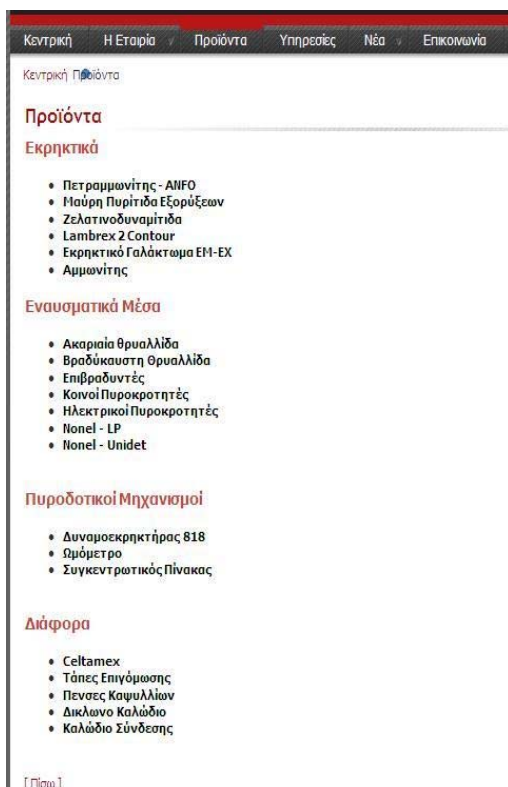 Κεντρική Η Εταιρία Προϊόντα Υπηρεσίες Νέα Επικοινωνία
Κεντρική Προϊόντα
Προϊόντα
Εκρηκτικά
Πετραμμωνίτης - ANFO
Μαύρη Πυρίτιδα Εξορύξεων
Ζελατινοδυναμίτιδα
Lambrex 2 Contour
Εκρηκτικό Γαλάκτωμα EM-EX
Αμμωνίτης
Εναυσματικά Μέσα
Ακαριαία θρυαλλίδα
Βραδύκαυστη Θρυαλλίδα
Επιβραδυντές
Κοινοί Πυροκροτητές
Ηλεκτρικοί Πυροκροτητές
Nonel - LP
Nonel - Unidet
Πυροδοτικοί Μηχανισμοί
Δυναμοεκρηκτήρας 818
Ωμόμετρο
Συγκεντρωτικός Πίνακας
Διάφορα
Celtamex
Τάπες Επιγόμωσης
Πενσες Καψυλλίων
Δικλωνο Καλώδιο
Καλώδιο Σύνδεσης
[ Πίσω ]